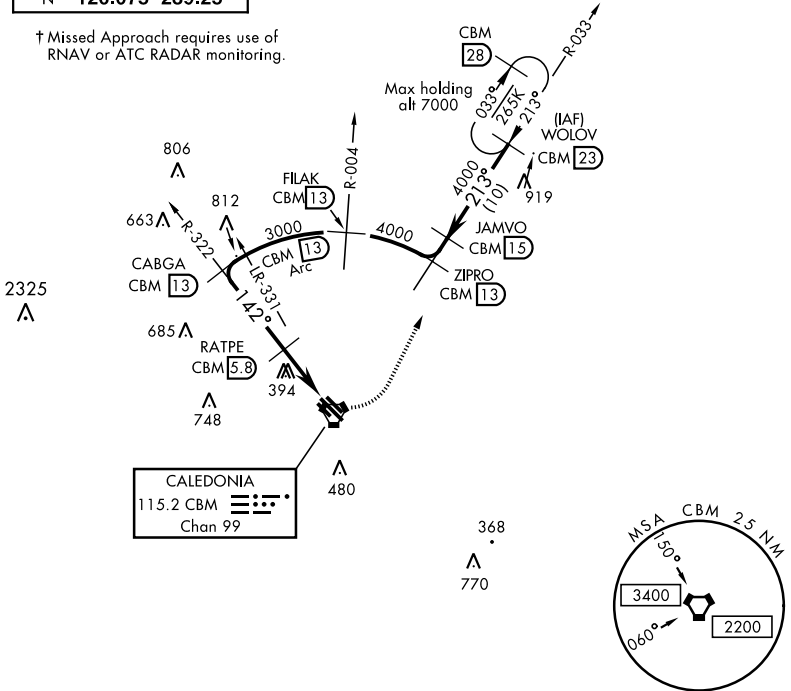 N 126.075 289.25
† Missed Approach requires use of
RNAV or ATC RADAR monitoring.
CBM
28
R-033
Max holding
alt 7000
033°
265K
213°
(IAF)
WOLOV
CBM 23
919
4000
213°
(10)
806
R-004
FILAK
CBM 13
812
663
R-322
3000
4000
JAMVO
CBM 15
CBM 13
Arc
CABGA
CBM 13
ZIPRO
CBM 13
LR-331
142°
2325
685
RATPE
CBM 5.8
394
748
CALEDONIA
115.2 CBM
Chan 99
480
368
770
MSA CBM 25 NM
150°
3400
060°
2200